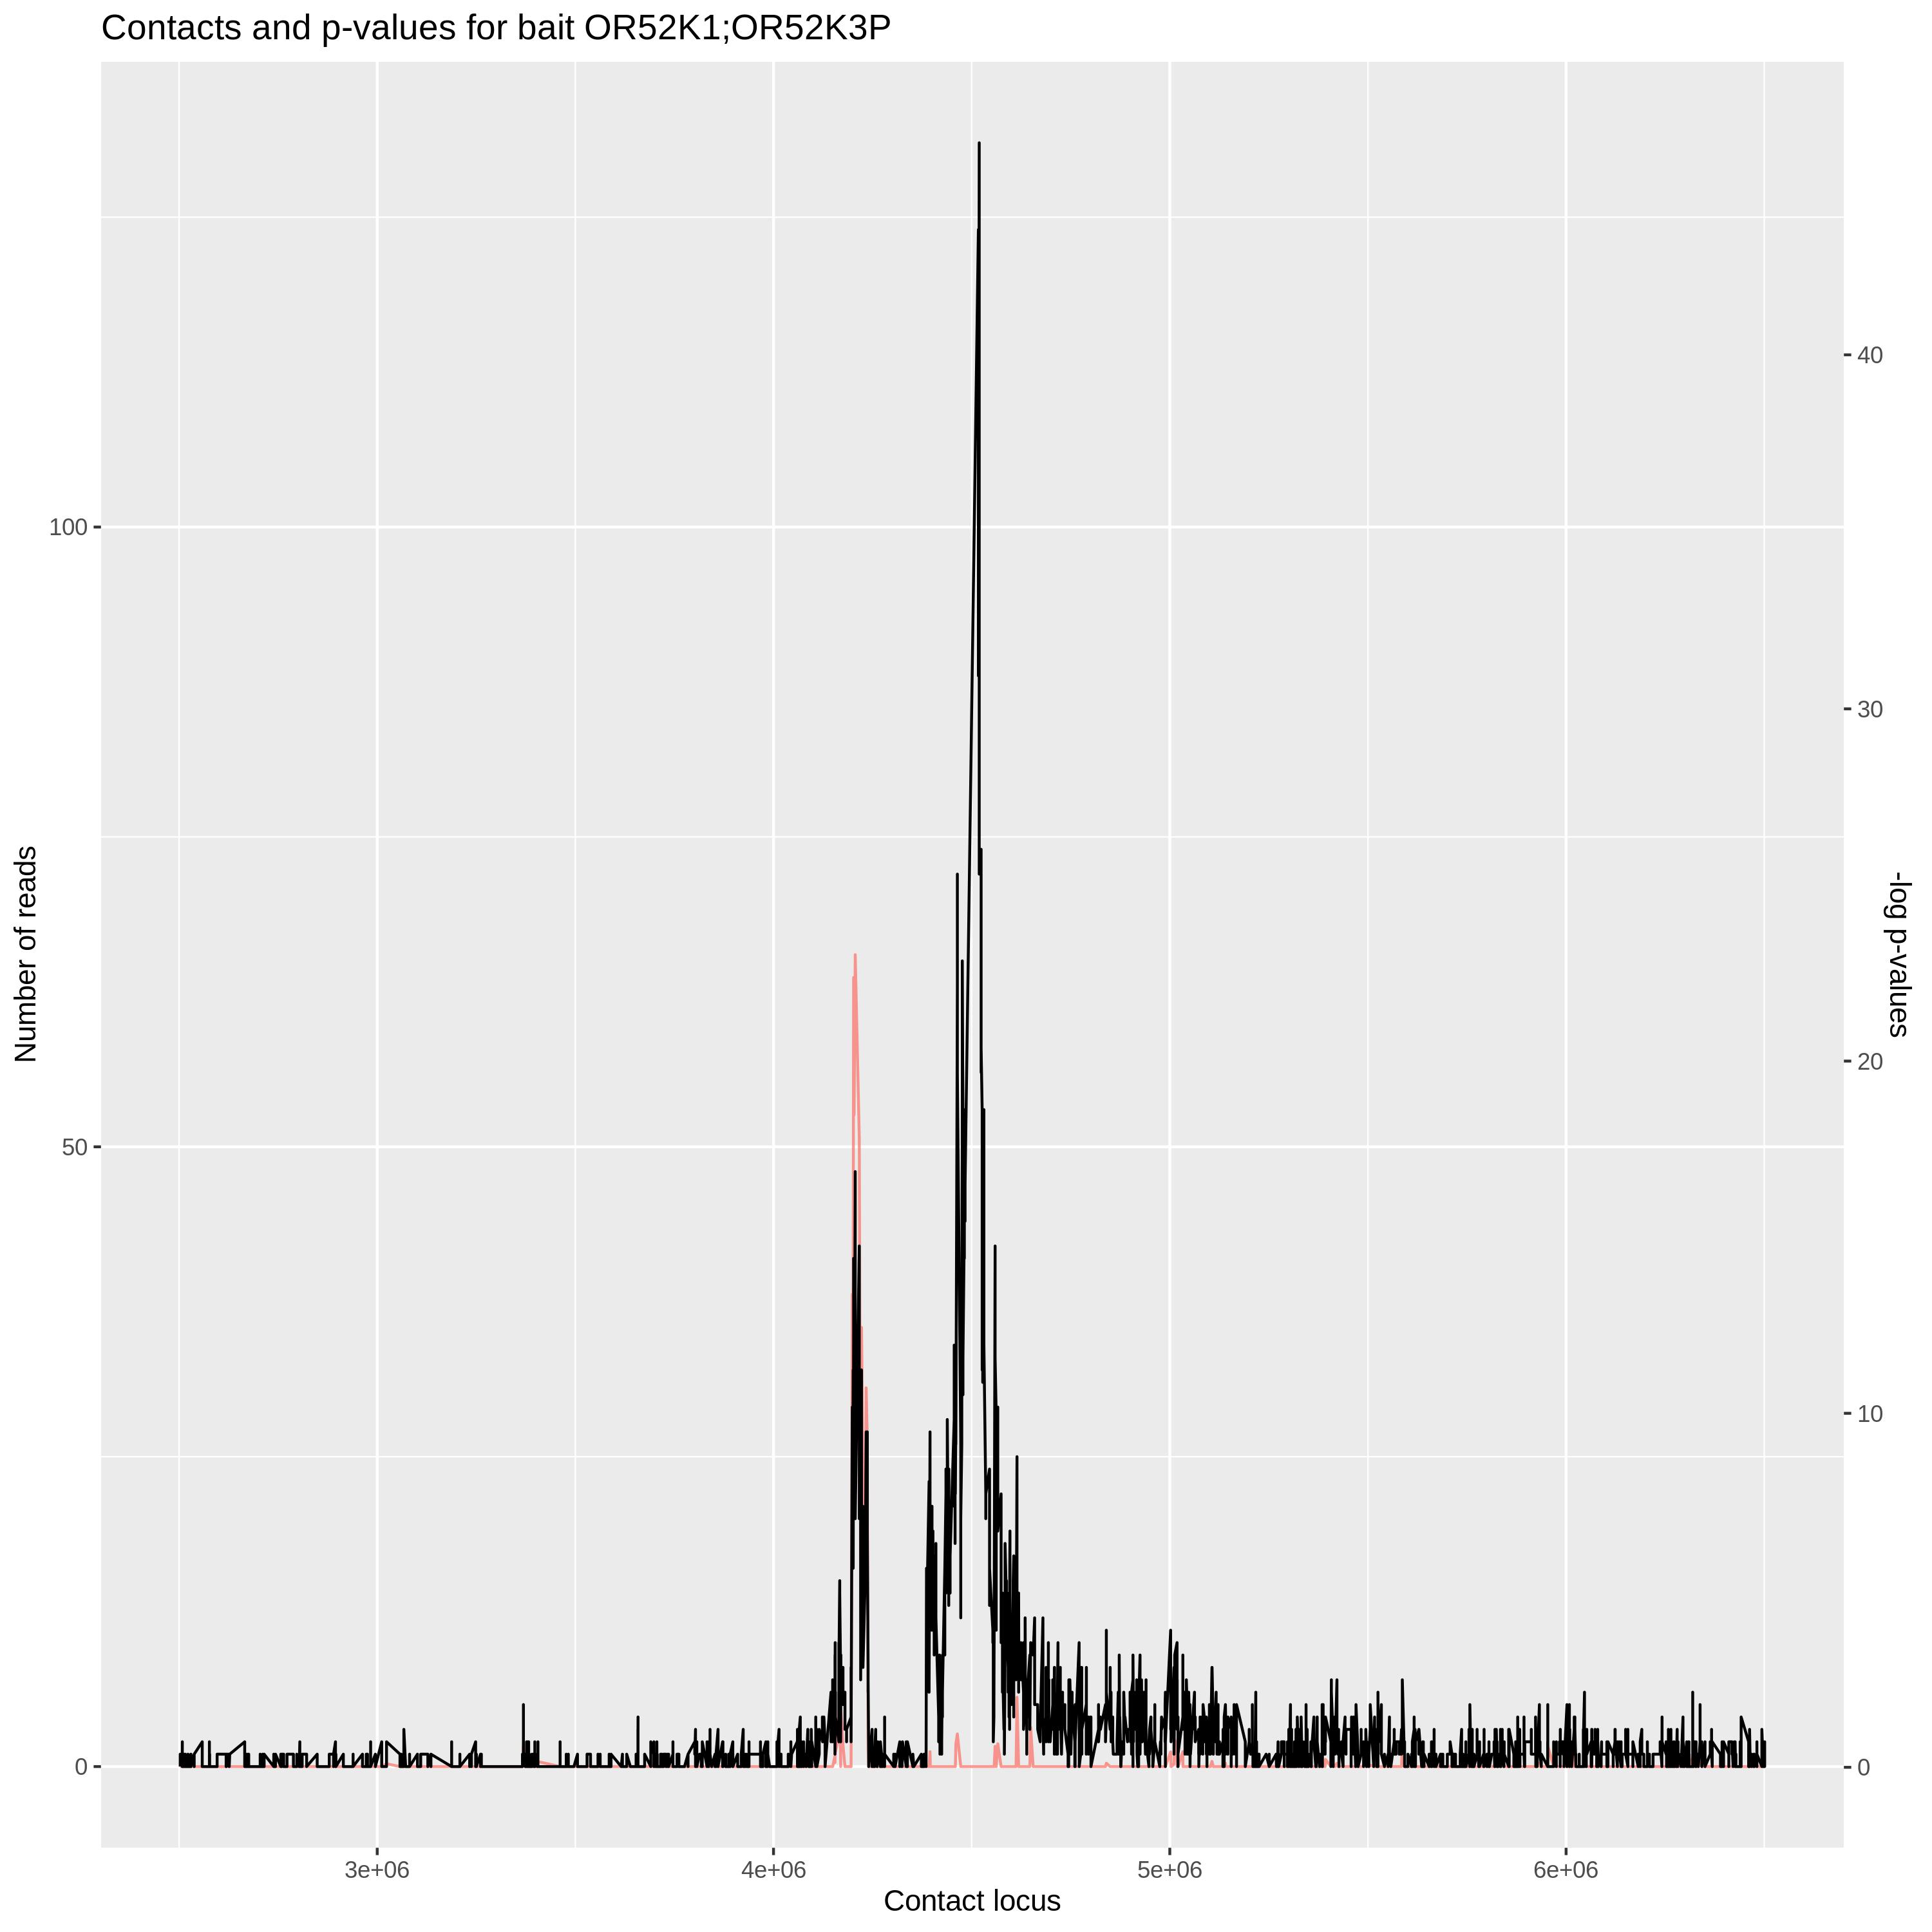 Contacts and p-values for bait OR52K1;OR52K3P
Number of reads
100
50
0
40
30
20
10
0
-log p-values
3e+06
4e+06
5e+06
6e+06
Contact locus